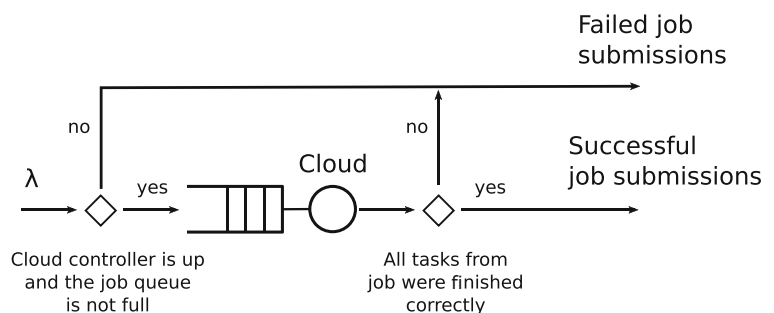 Failed job
submissions
no
no
Successful
job submissions
Cloud
λ
yes
yes
Cloud controller is up
and the job queue
is not full
All tasks from
job were finished
correctly